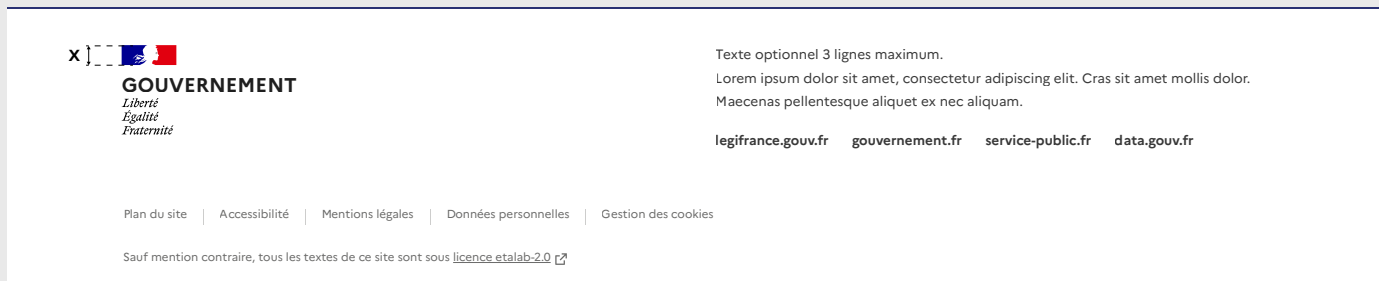 X
GOUVERNEMENT
Liberté
Égalité
Fraternité
Texte optionnel 3 lignes maximum.
Lorem ipsum dolor sit amet, consectetur adipiscing elit. Cras sit amet mollis dolor.
Maecenas pellentesque aliquet ex nec aliquam.
legifrance.gouv.fr gouvernement.fr service-public.fr data.gouv.fr
Plan du site Accessibilité Mentions légales Données personnelles Gestion des cookies
Sauf mention contraire, tous les textes de ce site sont sous licence etalab-2.0